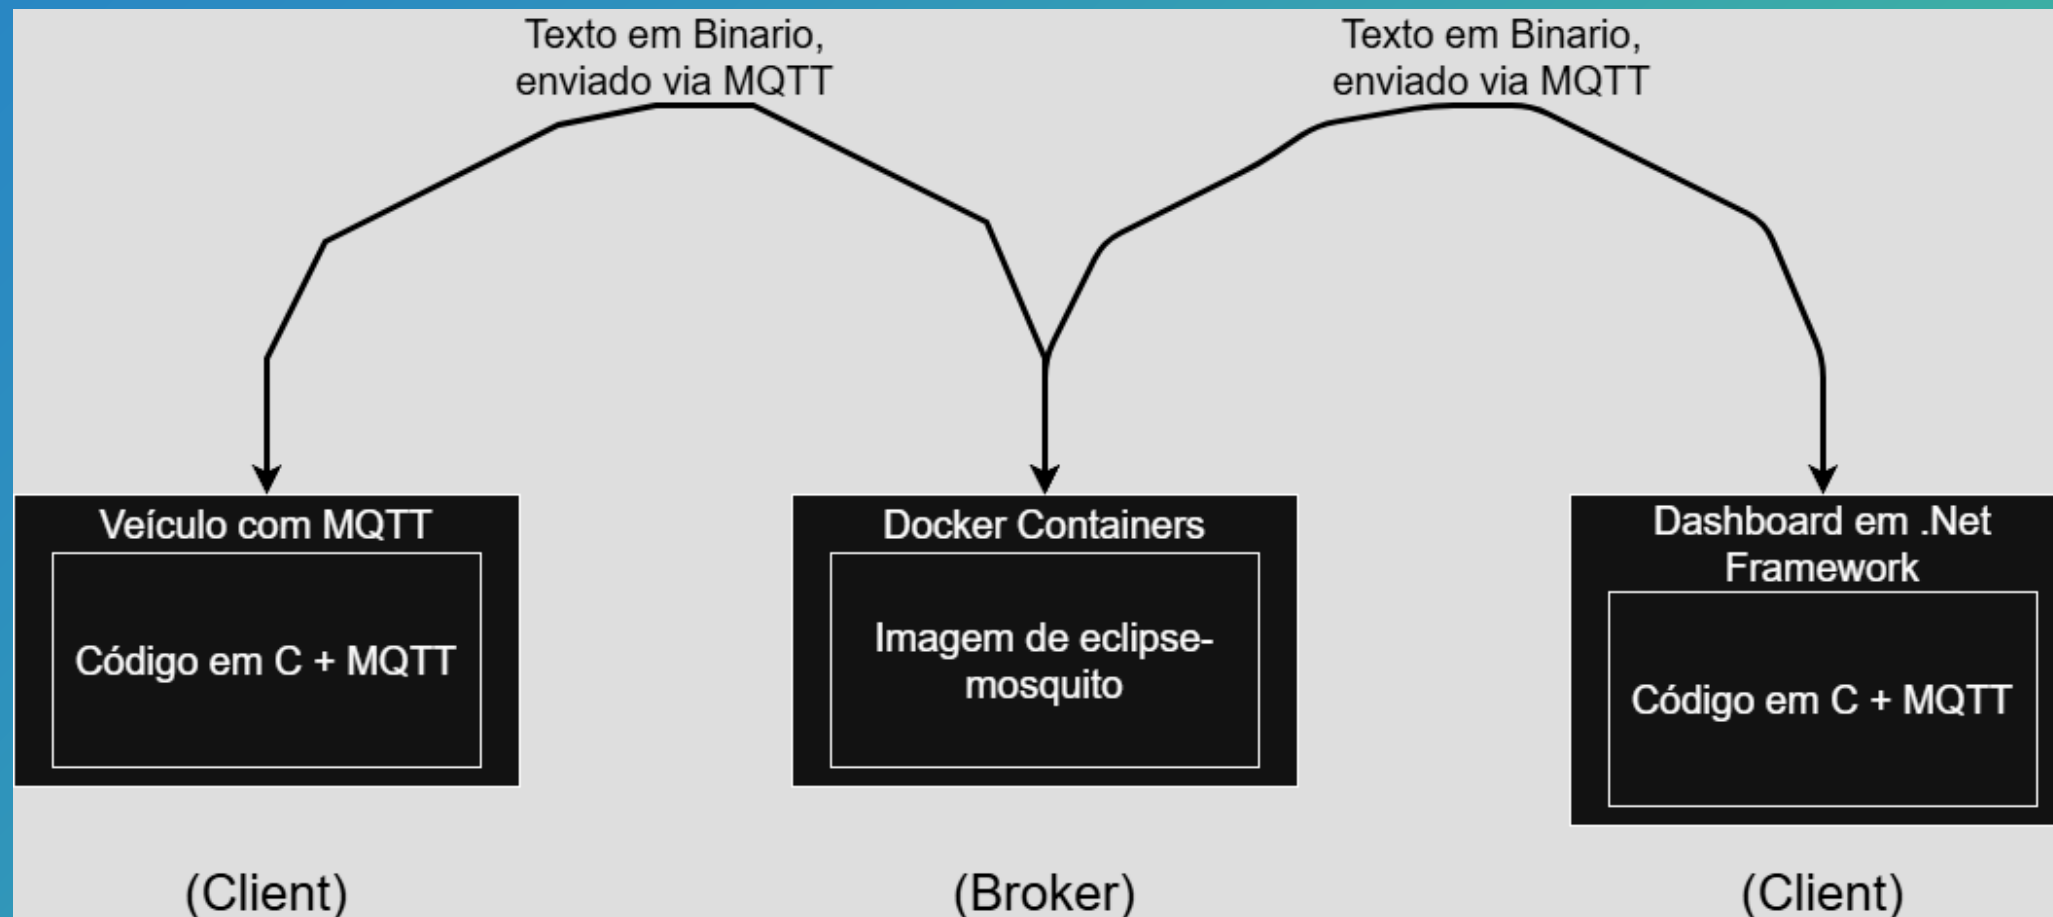 Texto em Binario,
enviado via MQTT
Texto em Binario,
enviado via MQTT
Veículo com MQTT
Código em C + MQTT
(Client)
Docker Containers
Imagem de eclipse-
mosquito
(Broker)
Dashboard em .Net
Framework
Código em C + MQTT
(Client)